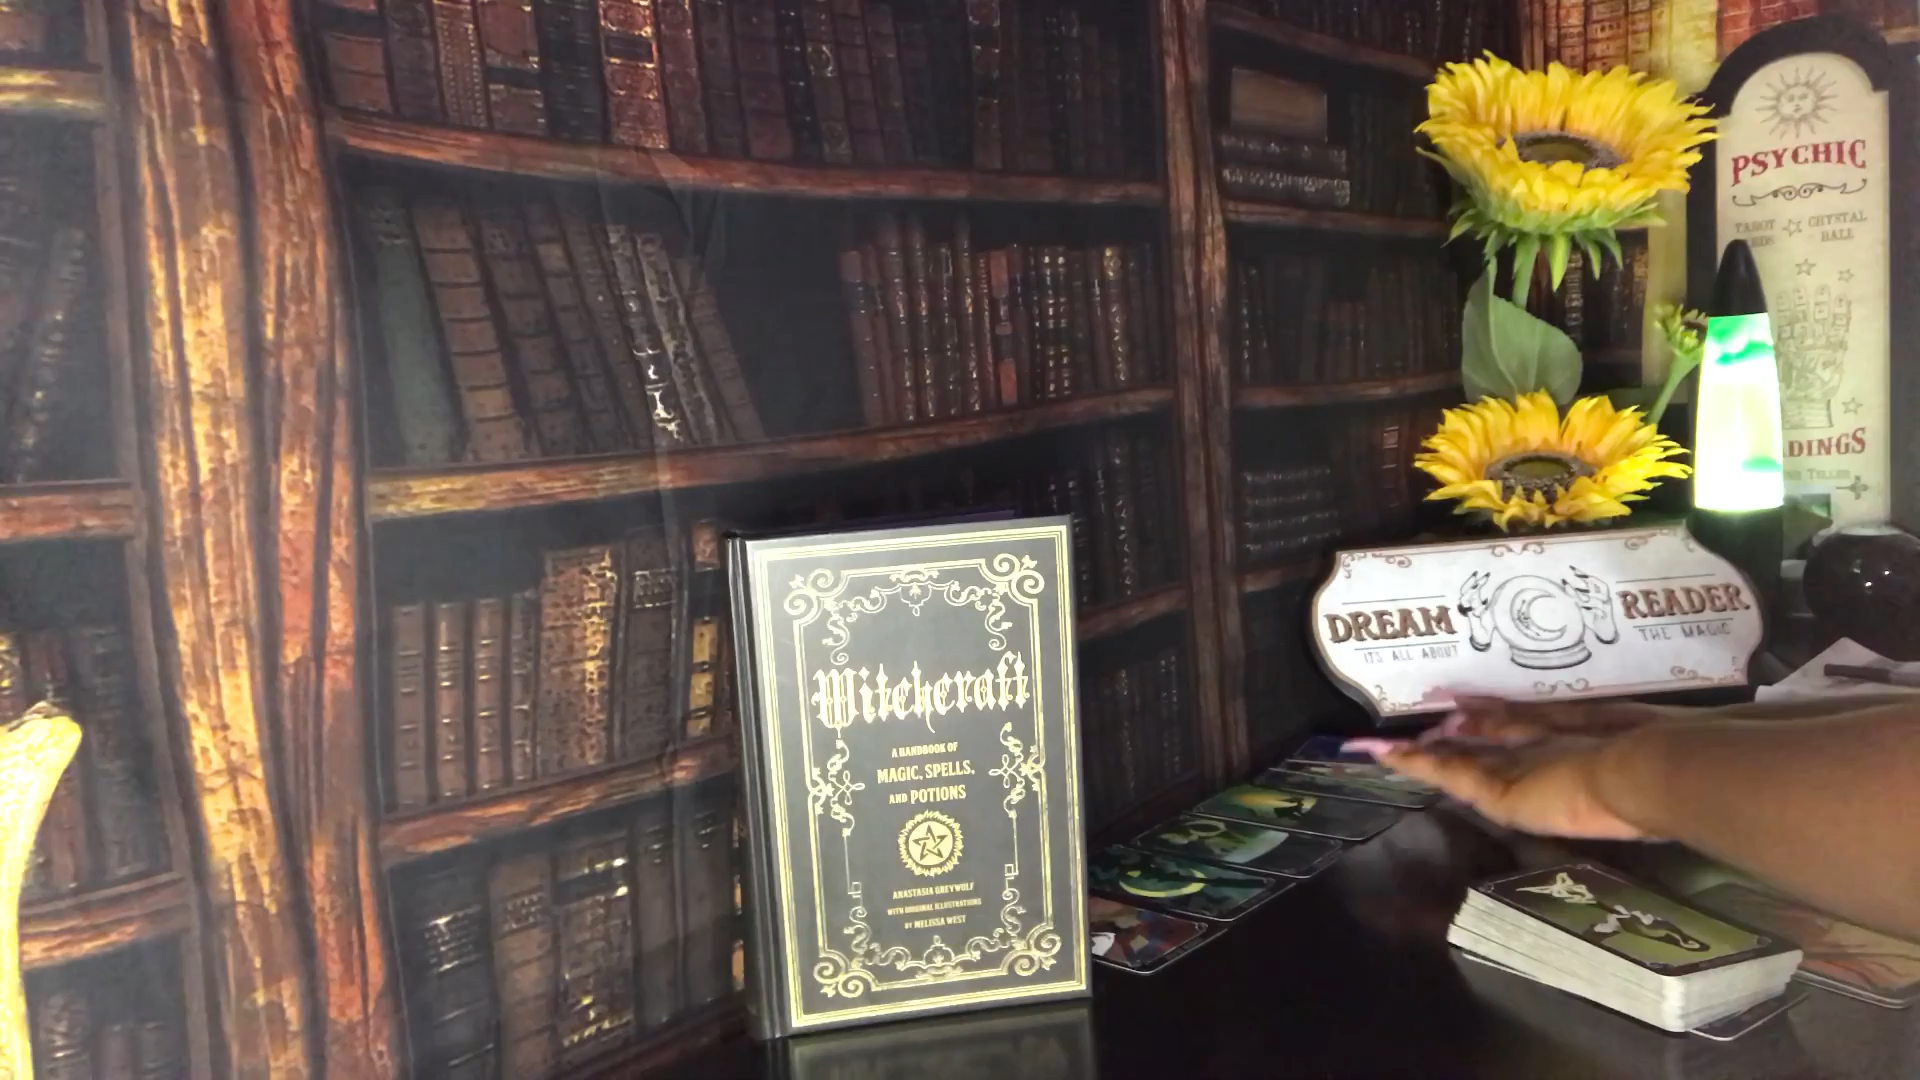 Witchcraft
A HANDBOOK OF
MAGIC, SPELLS,
AND POTIONS
ANASTASIA GREYWOLF
WITH ORIGINAL ILLUSTRATIONS
BY MELISSA WEST
PSYCHIC
TAROT CRYSTAL
BALL
DREAM READER
IT'S ALL ABOUT THE MAGIC